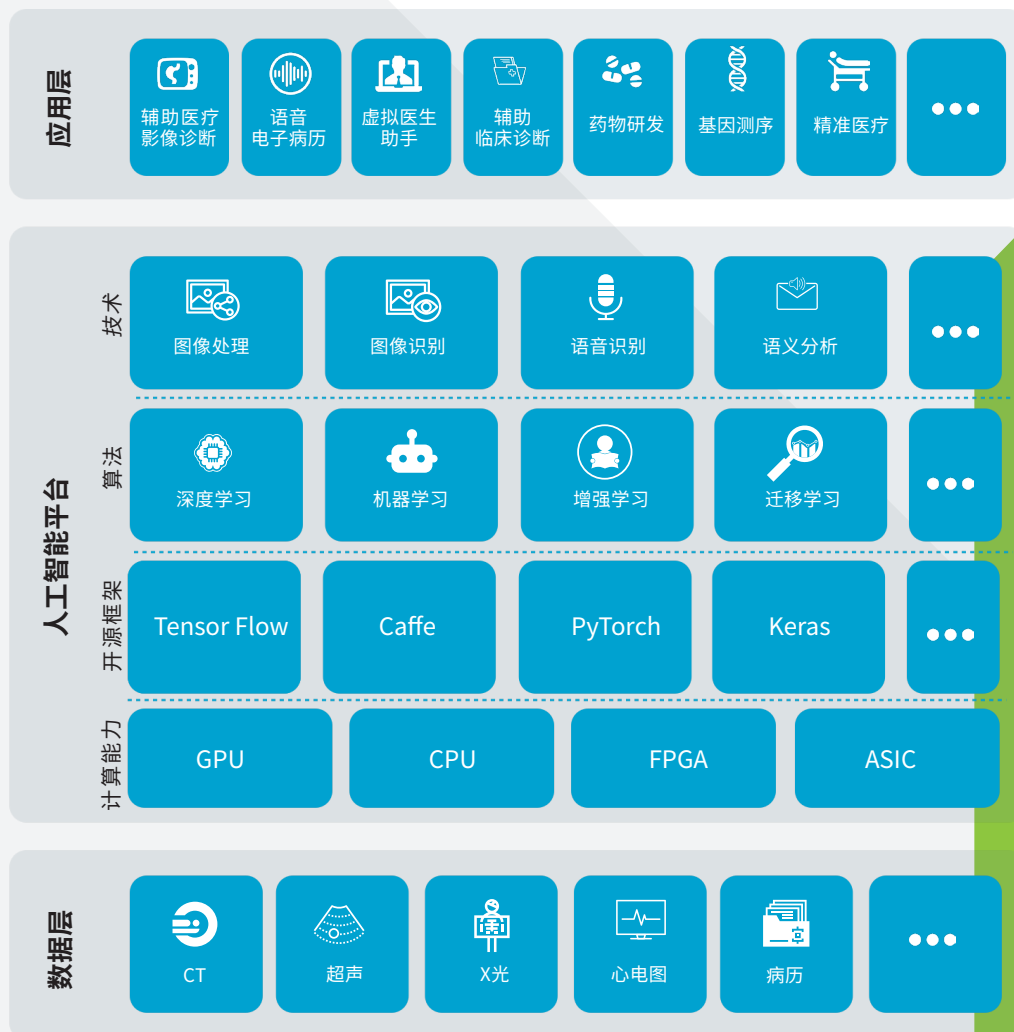 应用层
辅助医疗
影像诊断
语音
电子病历
虚拟医生
助手
辅助
临床诊断
药物研发
基因测序
精准医疗
人工智能平台
技术
图像处理
图像识别
语音识别
语义分析
算法
深度学习
机器学习
增强学习
迁移学习
开源框架
Tensor Flow
Caffe
PyTorch
Keras
计算能力
GPU
CPU
FPGA
ASIC
数据层
CT
超声
X光
心电图
病历